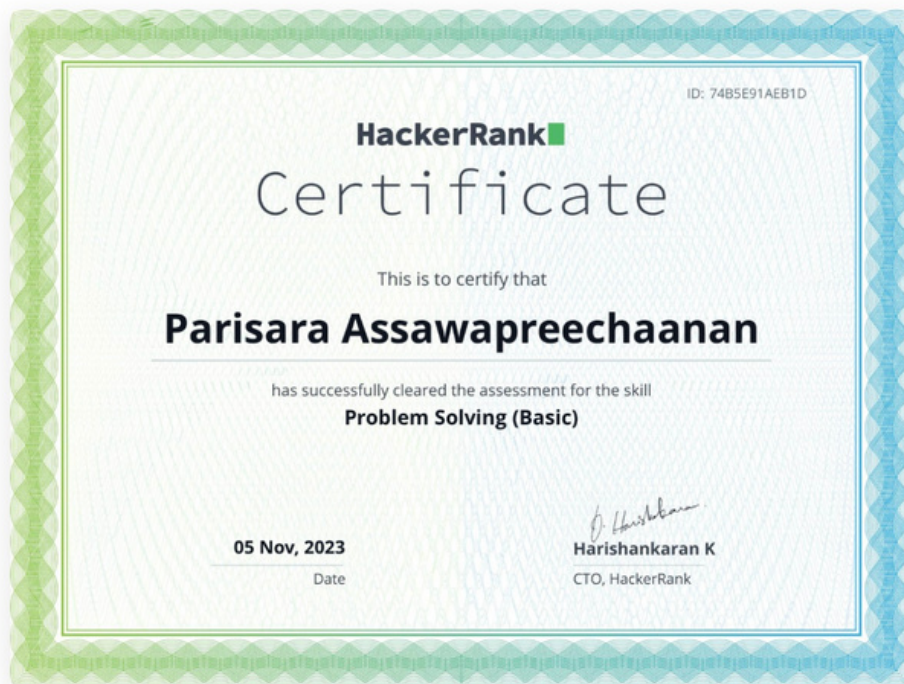 ID: 74B5E91AEB1D
HackerRank
Certificate
This is to certify that
Parisara Assawapreechaanan
has successfully cleared the assessment for the skill
Problem Solving (Basic)
05 Nov, 2023
Harishankaran K
Date
CTO, HackerRank